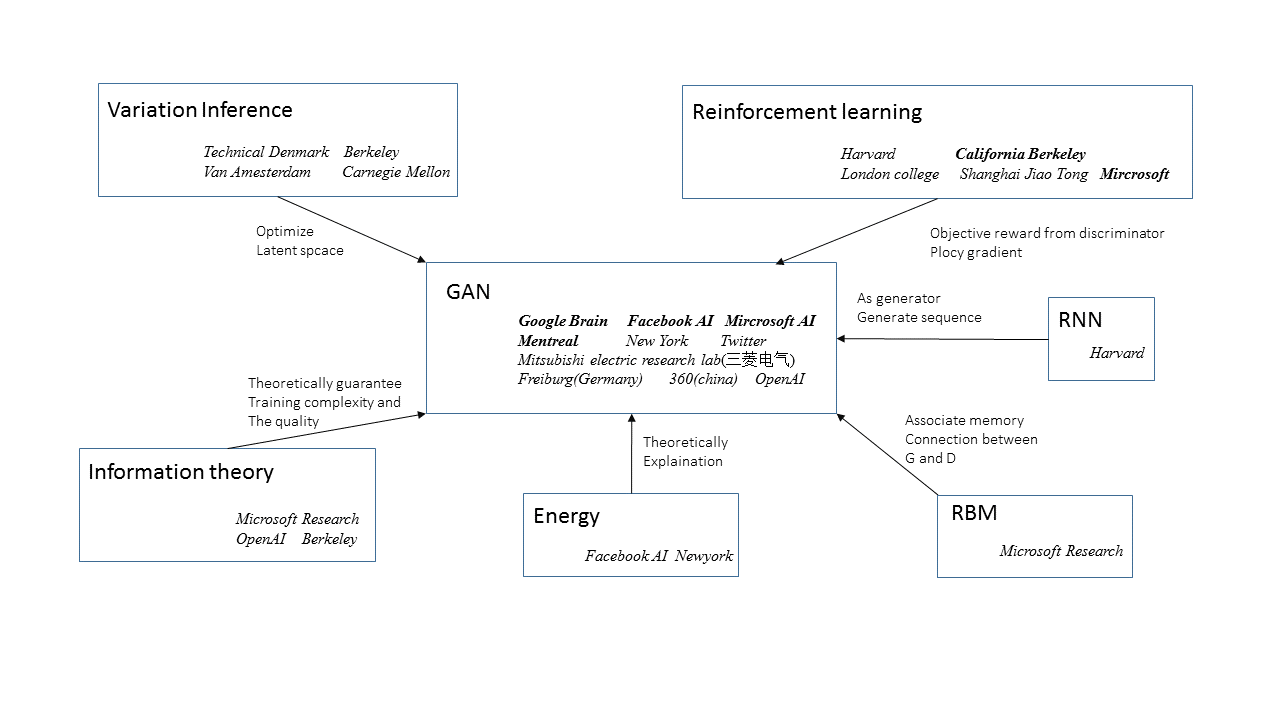 Variation Inference
Technical Denmark Berkeley
Van Amesterdam Carnegie Mellon
Reinforcement learning
Harvard California Berkeley
London college Shanghai Jiao Tong Mircrosoft
Optimize
Latent spcace
Objective reward from discriminator
Plocy gradient
GAN
Google Brain Facebook AI Mircrosoft AI
Mentreal New York Twitter
Mitsubishi electric research lab(三菱电气)
Freiburg(Germany) 360(china) OpenAI
As generator
Generate sequence
RNN
Harvard
Theoretically guarantee
Training complexity and
The quality
Information theory
Microsoft Research
OpenAI Berkeley
Theoretically
Explaination
Energy
Facebook AI Newyork
Associate memory
Connection between
G and D
RBM
Microsoft Research